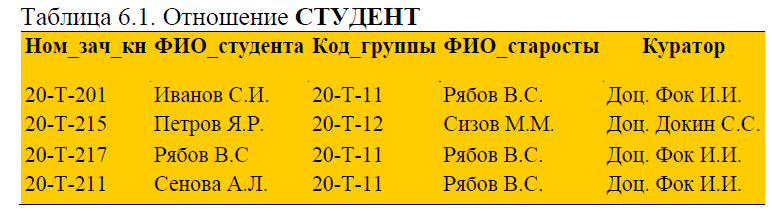 Таблица 6.1. Отношение СТУДЕНТ
Ном_зач_кн ФИО_студента Код_группы ФИО_старосты Куратор
20-Т-201 Иванов С.И. 20-Т-11 Рябов В.С. Доц. Фок И.И.
20-Т-215 Петров Я.Р. 20-Т-12 Сизов М.М. Доц. Докин С.С.
20-Т-217 Рябов В.С 20-Т-11 Рябов В.С. Доц. Фок И.И.
20-Т-211 Сенова А.Л. 20-Т-11 Рябов В.С. Доц. Фок И.И.